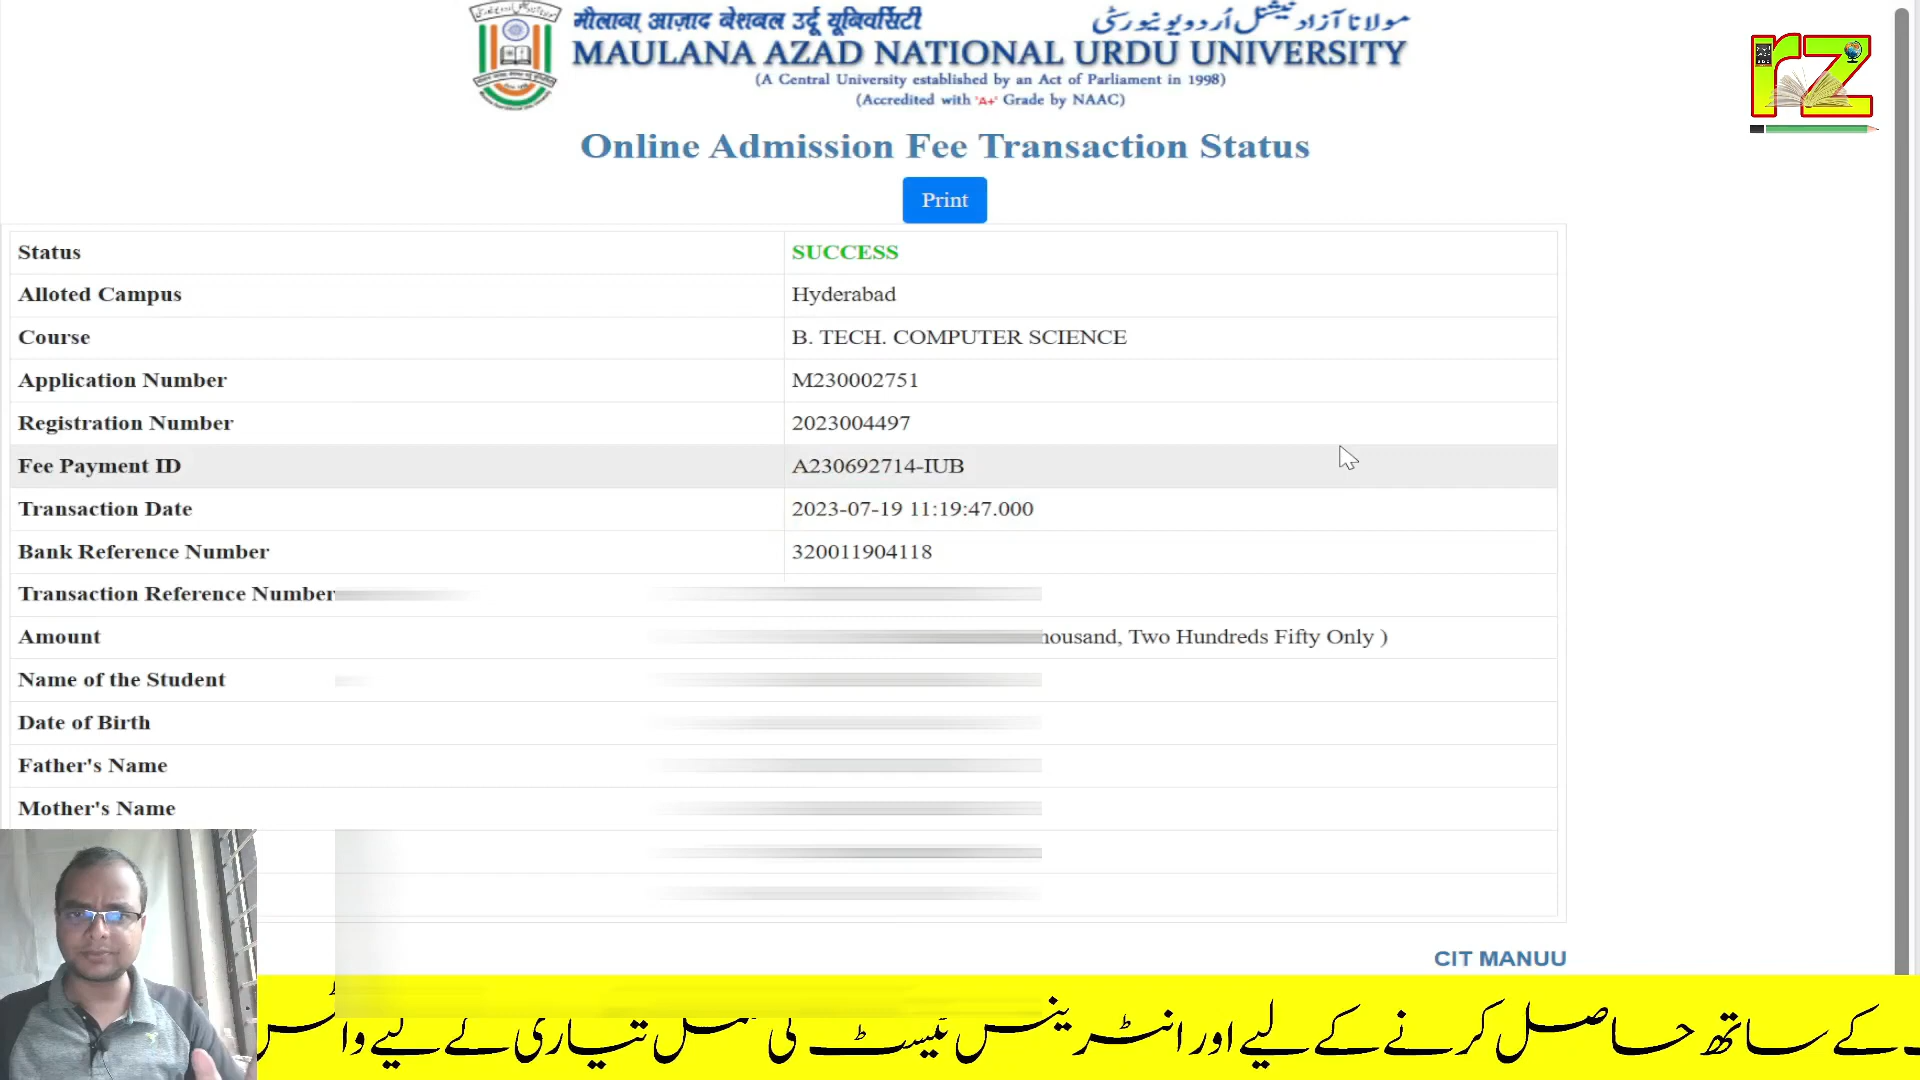 मौलाना आज़ाद नेशनल उर्दू यूनिवर्सिटी
مولانا آزاد نیشنل اُردو یونیورسٹی
MAULANA AZAD NATIONAL URDU UNIVERSITY
(A Central University established by an Act of Parliament in 1998)
(Accredited with 'A+' Grade by NAAC)
rz
Online Admission Fee Transaction Status
Print
Status SUCCESS
Alloted Campus Hyderabad
Course B. TECH. COMPUTER SCIENCE
Application Number M230002751
Registration Number 2023004497
Fee Payment ID A230692714-IUB
Transaction Date 2023-07-19 11:19:47.000
Bank Reference Number 320011904118
Transaction Reference Number
Amount housand, Two Hundreds Fifty Only )
Name of the Student
Date of Birth
Father's Name
Mother's Name
CIT MANUU
کے ساتھ حاصل کرنے کے لیے اور انٹرینس ٹیسٹ کی مکمل تیاری کے لیے